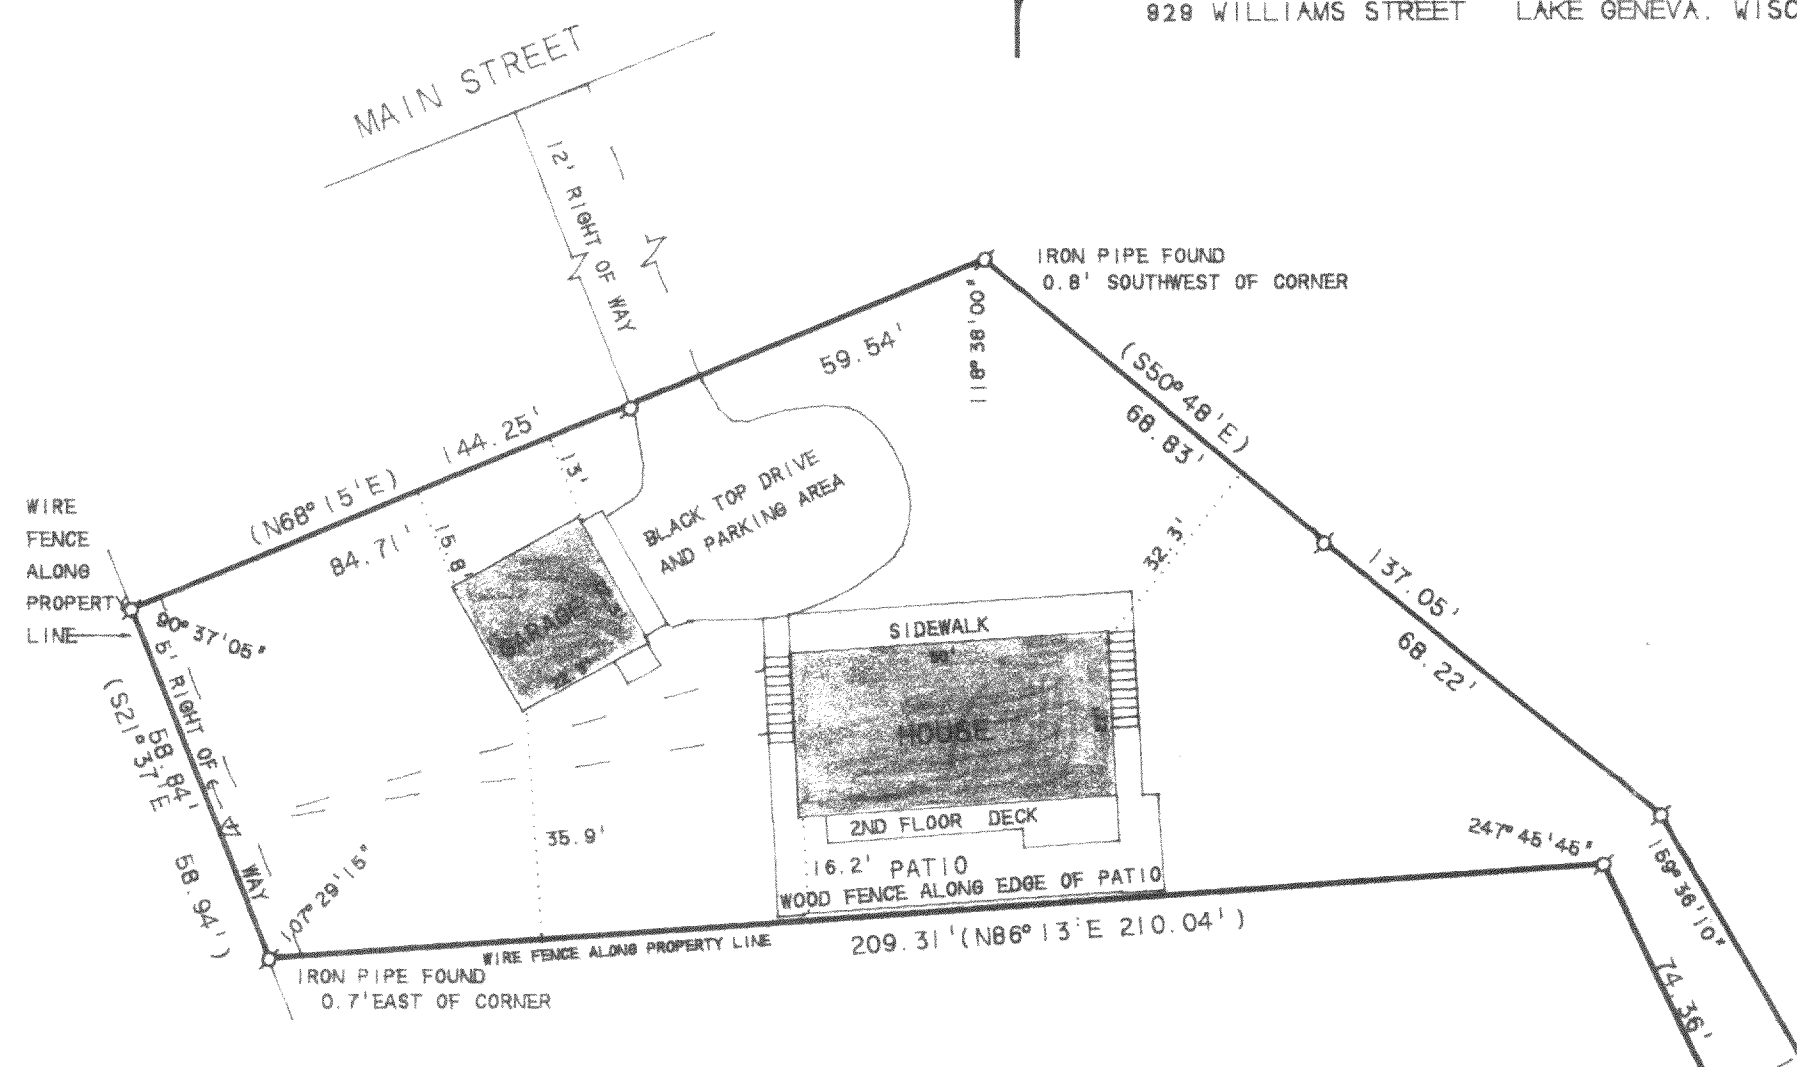 929 WILLIAMS STREET LAKE GENEVA, WISC
MAIN STREET
12' RIGHT OF WAY
IRON PIPE FOUND
0.8' SOUTHWEST OF CORNER
118° 38' 00"
59.54'
(S50° 48'E)
68.83'
144.25'
(N68° 15'E)
84.71'
13'
15.8'
BLACK TOP DRIVE
AND PARKING AREA
32.3'
137.05'
68.22'
WIRE
FENCE
ALONG
PROPERTY
LINE
90° 37'05"
GARAGE
SIDEWALK
HOUSE
2ND FLOOR DECK
5' RIGHT OF WAY
58.84'
(S21° 37'E
58.94')
35.9'
16.2' PATIO
WOOD FENCE ALONG EDGE OF PATIO
247° 45'45"
159° 36'10"
74.36'
107° 29'15"
WIRE FENCE ALONG PROPERTY LINE
209.31' (N86° 13'E 210.04')
IRON PIPE FOUND
0.7'EAST OF CORNER